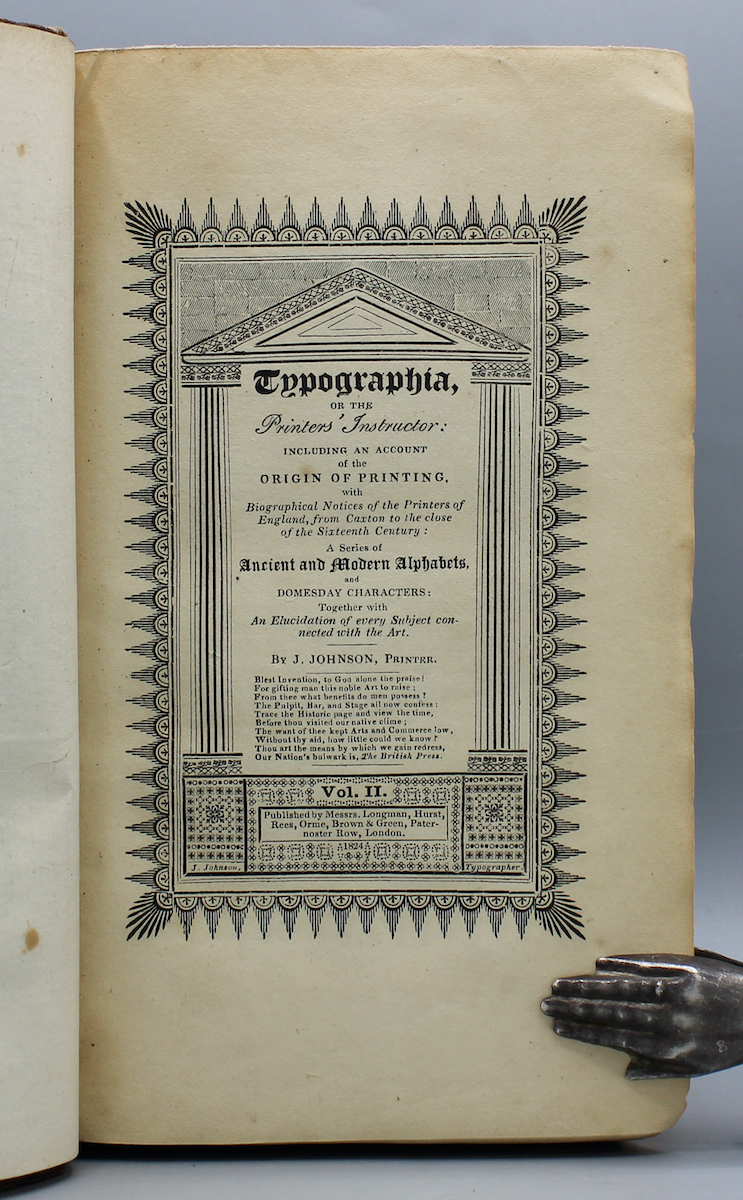 Typographia,
OR THE
Printers' Instructor:
INCLUDING AN ACCOUNT
of the
ORIGIN OF PRINTING,
with
Biographical Notices of the Printers of
England, from Caxton to the close
of the Sixteenth Century:
A Series of
Ancient and Modern Alphabets,
and
DOMESDAY CHARACTERS:
Together with
An Elucidation of every Subject con-
nected with the Art.
BY J. JOHNSON, PRINTER.
Blest Invention, to God alone the praise!
For gifting man this noble Art to raise;
From thee what benefits do men possess?
The Pulpit, Bar, and Stage all now confess:
Trace the Historic page and view the time,
Before thou visited our native clime;
The want of thee kept Arts and Commerce low,
Without thy aid, how little could we know?
Thou art the means by which we gain redress,
Our Nation's bulwark is, The British Press.
Vol. II.
Published by Messrs. Longman, Hurst,
Rees, Orme, Brown & Green, Pater-
noster Row, London.
1824
J. Johnson, Typographer.
8